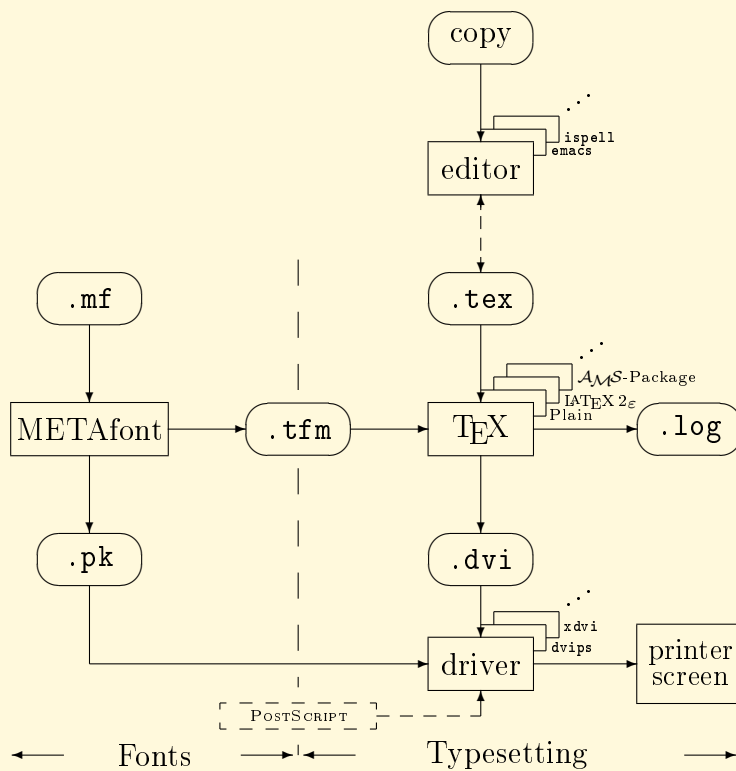 copy
ispell
emacs
editor
.mf
.tex
AMS-Package
LATEX 2ε
Plain
METAfont
.tfm
TEX
.log
.pk
.dvi
xdvi
dvips
driver
printer
screen
POSTSCRIPT
Fonts
Typesetting